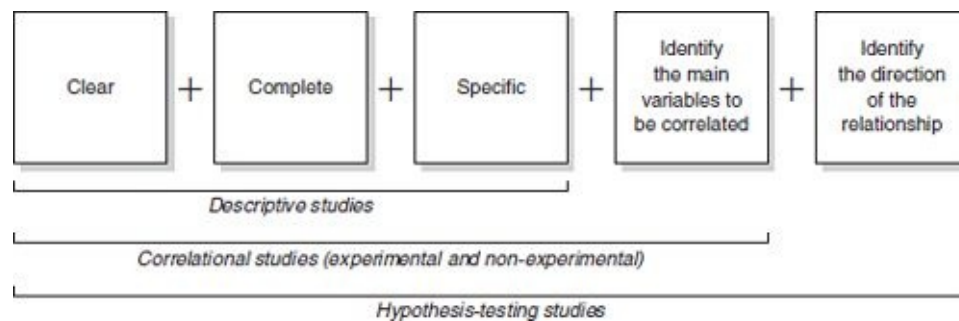 Clear
+
Complete
+
Specific
+
Identify
the main
variables to
be correlated
+
Identify
the direction
of the
relationship
Descriptive studies
Correlational studies (experimental and non-experimental)
Hypothesis-testing studies